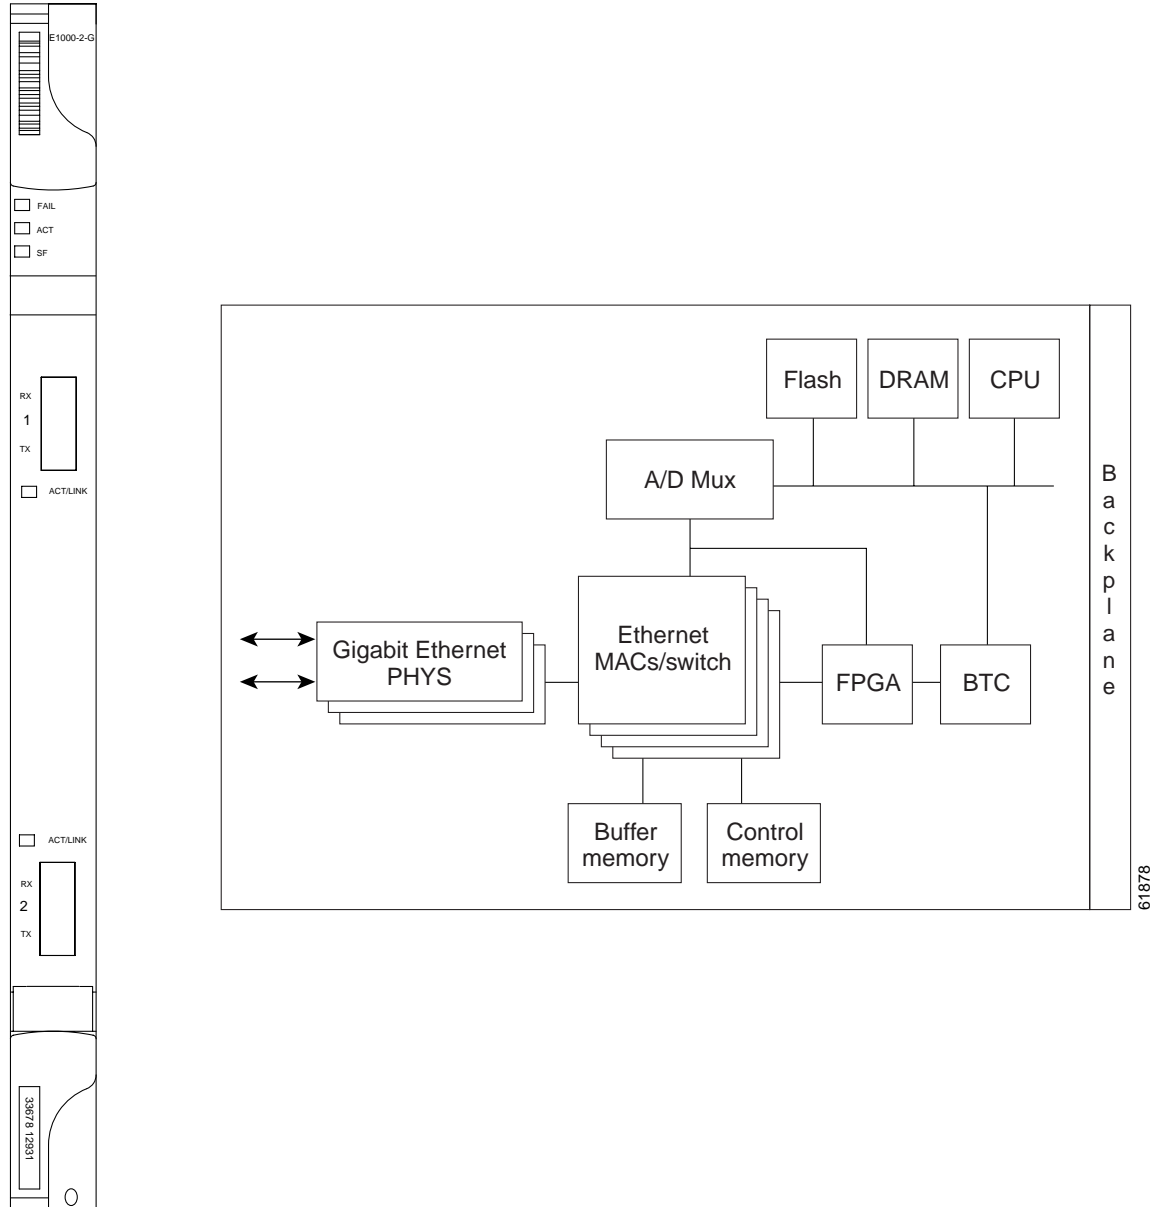 E1000-2-G
FAIL
ACT
SF
RX
1
TX
ACT/LINK
ACT/LINK
RX
2
TX
33678 12931
Flash
DRAM
CPU
A/D Mux
Ethernet
MACs/switch
Gigabit Ethernet
PHYS
FPGA
BTC
Buffer
memory
Control
memory
Backplane
61878